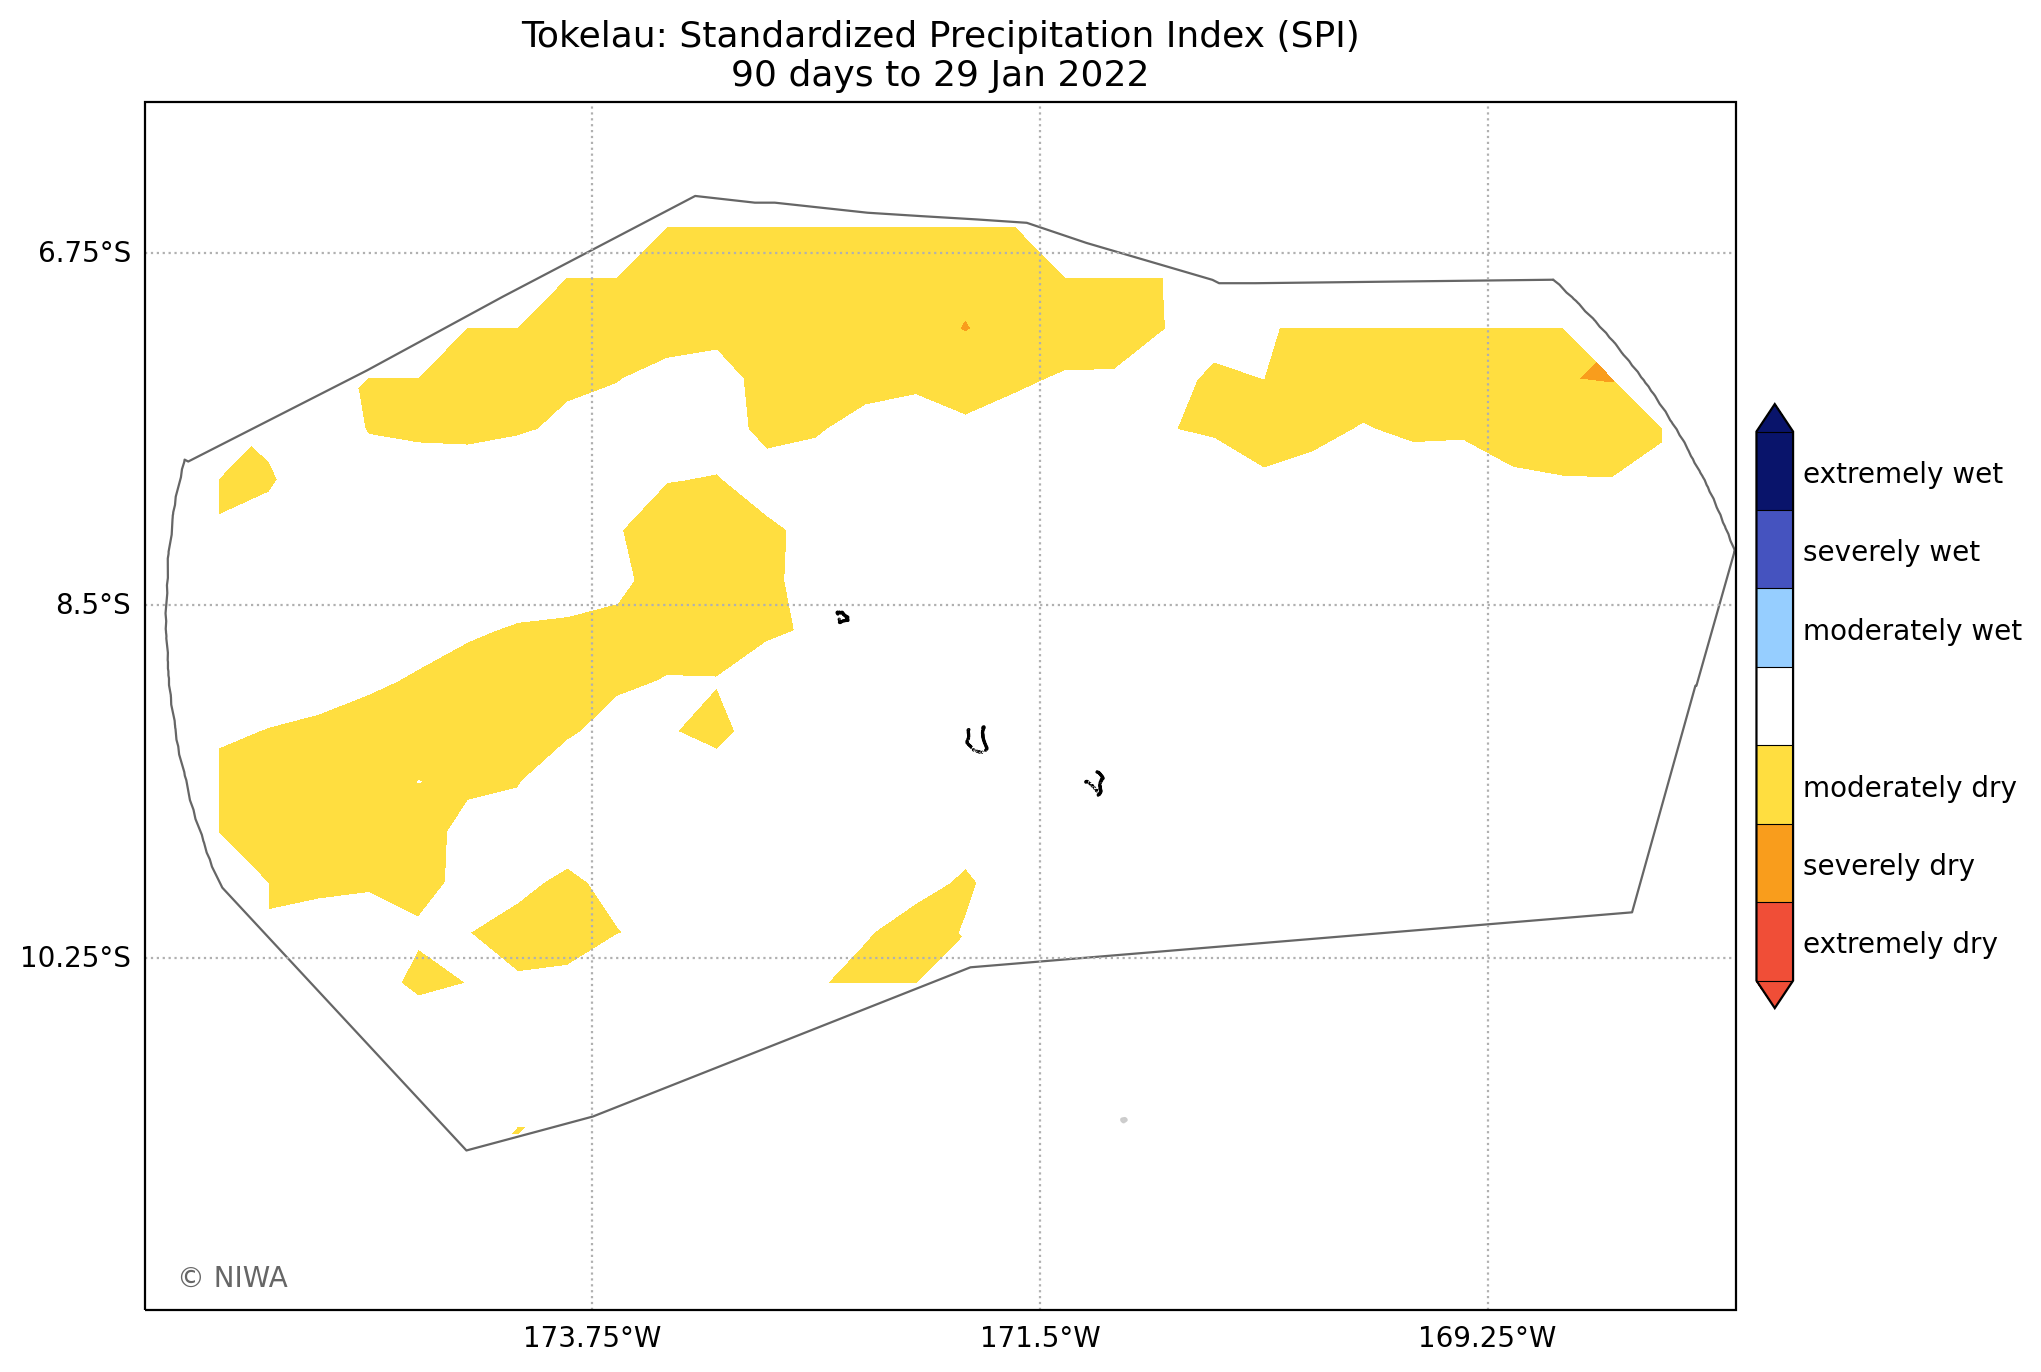 Tokelau: Standardized Precipitation Index (SPI)
90 days to 29 Jan 2022
6.75°S
8.5°S
10.25°S
173.75°W
171.5°W
169.25°W
extremely wet
severely wet
moderately wet
moderately dry
severely dry
extremely dry
© NIWA